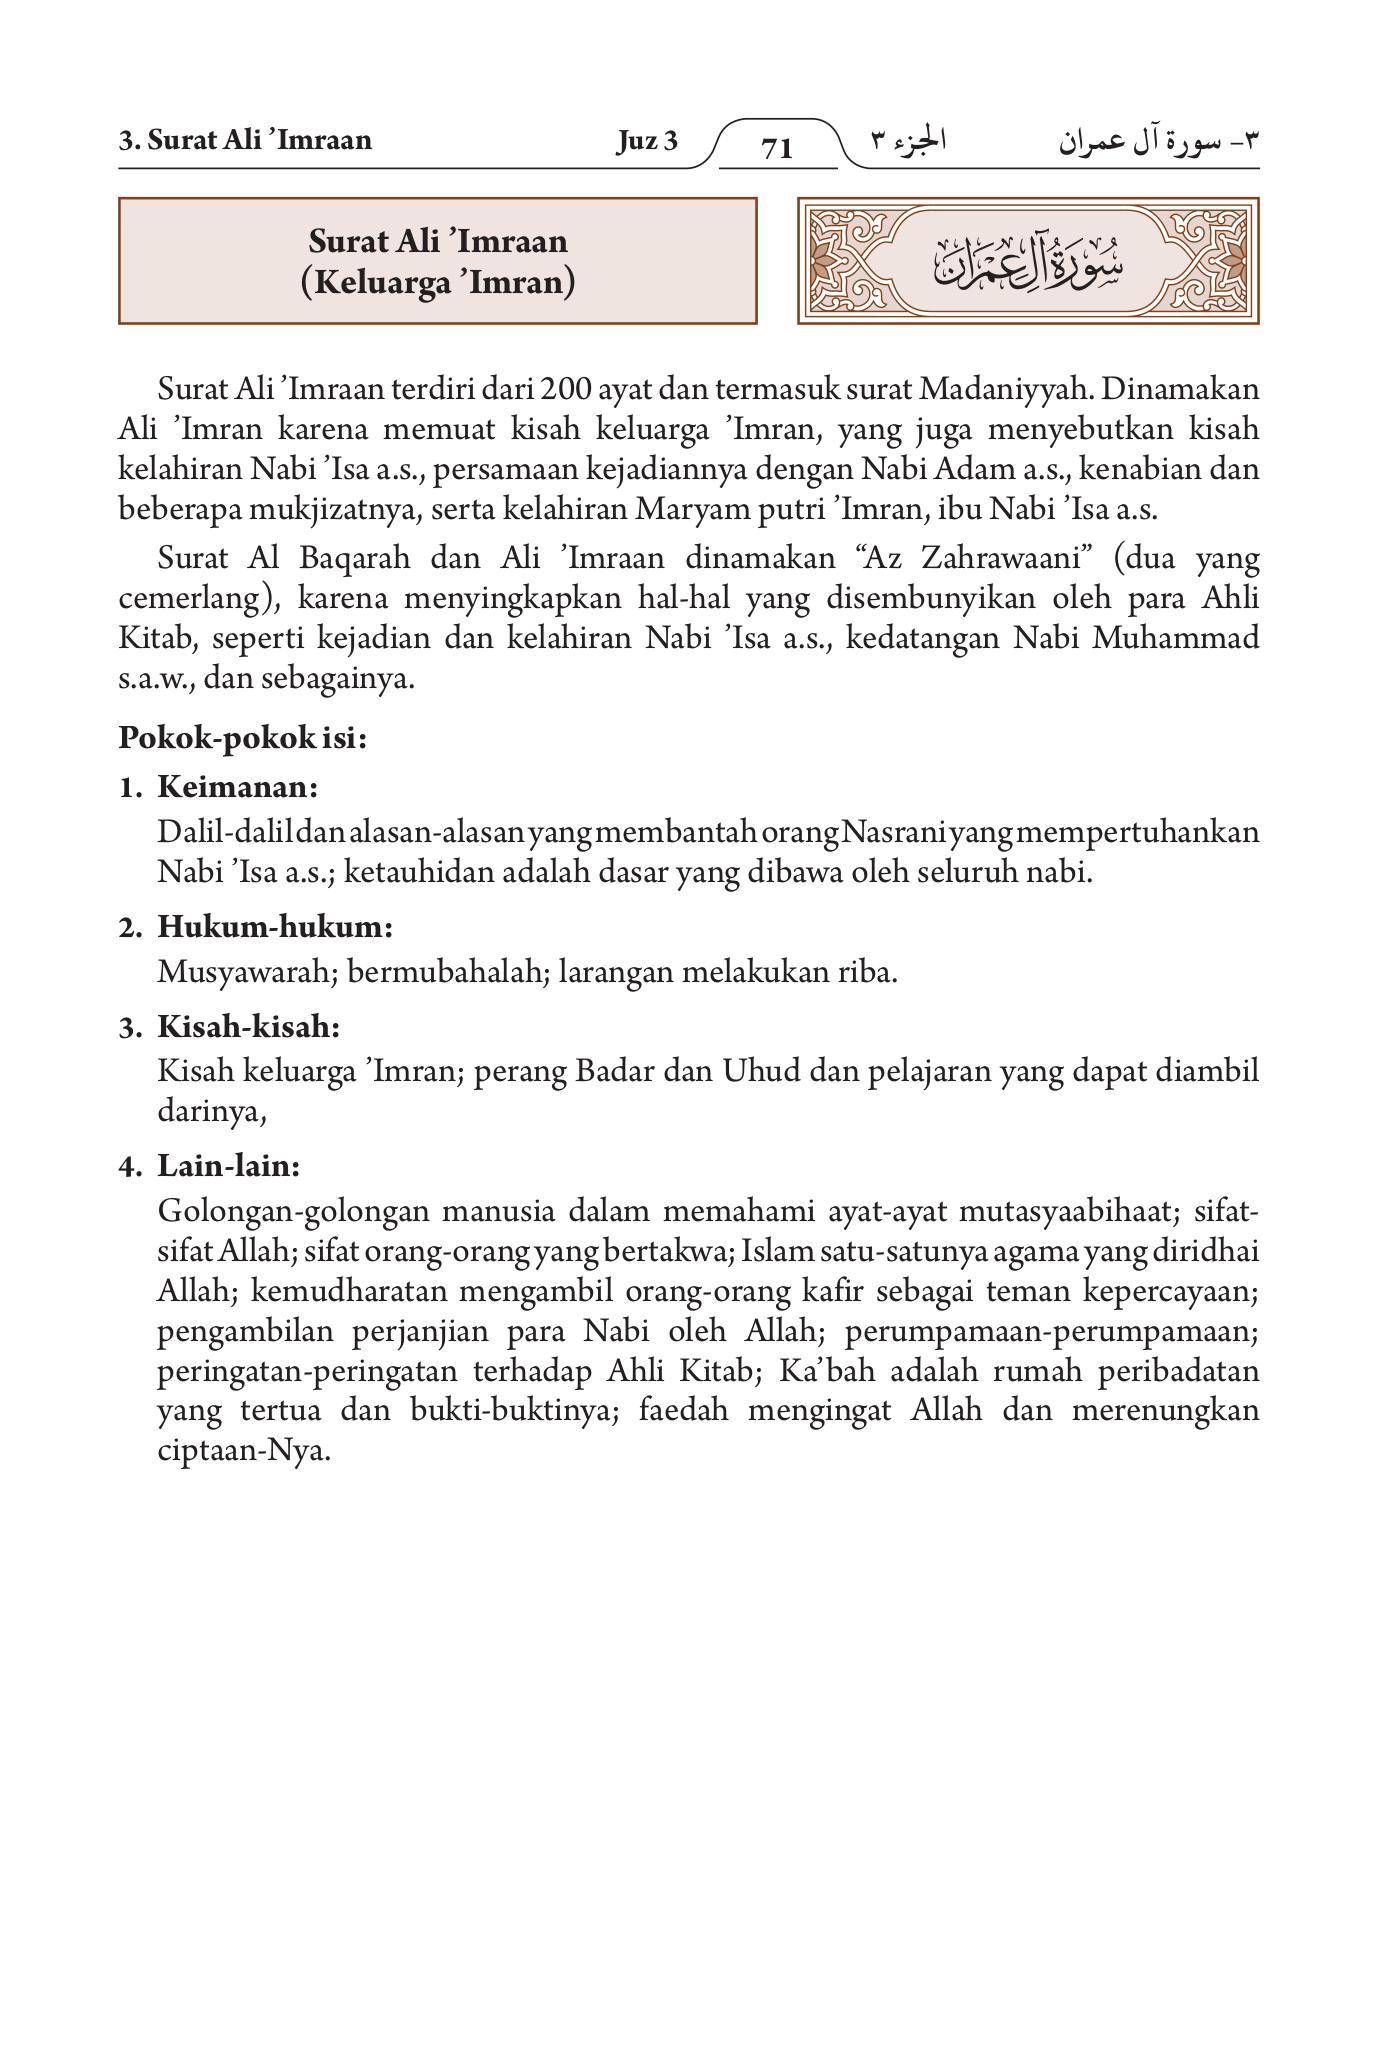 3. Surat Ali ’Imraan
Juz 3
71
الجزء ٣
٣- سورة آل عمران
Surat Ali ’Imraan
(Keluarga ’Imran)
سُورَةُ آلِ عِمْرَانَ
Surat Ali ’Imraan terdiri dari 200 ayat dan termasuk surat Madaniyyah. Dinamakan
Ali ’Imran karena memuat kisah keluarga ’Imran, yang juga menyebutkan kisah
kelahiran Nabi ’Isa a.s., persamaan kejadiannya dengan Nabi Adam a.s., kenabian dan
beberapa mukjizatnya, serta kelahiran Maryam putri ’Imran, ibu Nabi ’Isa a.s.
Surat Al Baqarah dan Ali ’Imraan dinamakan “Az Zahrawaani” (dua yang
cemerlang), karena menyingkapkan hal-hal yang disembunyikan oleh para Ahli
Kitab, seperti kejadian dan kelahiran Nabi ’Isa a.s., kedatangan Nabi Muhammad
s.a.w., dan sebagainya.
Pokok-pokok isi:
1. Keimanan:
Dalil-dalil dan alasan-alasan yang membantah orang Nasrani yang mempertuhankan
Nabi ’Isa a.s.; ketauhidan adalah dasar yang dibawa oleh seluruh nabi.
2. Hukum-hukum:
Musyawarah; bermubahalah; larangan melakukan riba.
3. Kisah-kisah:
Kisah keluarga ’Imran; perang Badar dan Uhud dan pelajaran yang dapat diambil
darinya,
4. Lain-lain:
Golongan-golongan manusia dalam memahami ayat-ayat mutasyaabihaat; sifat-
sifat Allah; sifat orang-orang yang bertakwa; Islam satu-satunya agama yang diridhai
Allah; kemudharatan mengambil orang-orang kafir sebagai teman kepercayaan;
pengambilan perjanjian para Nabi oleh Allah; perumpamaan-perumpamaan;
peringatan-peringatan terhadap Ahli Kitab; Ka’bah adalah rumah peribadatan
yang tertua dan bukti-buktinya; faedah mengingat Allah dan merenungkan
ciptaan-Nya.